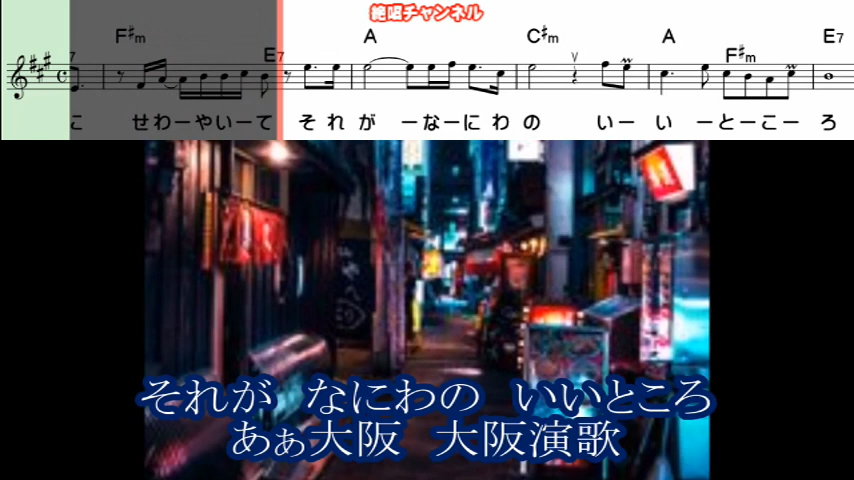 絶唱チャンネル
F♯m E7 A C♯m A F♯m E7
こ せわーやいーて それが ーなーにわの いー い ーとーこー ろ
それが なにわの いいところ
あぁ大阪 大阪演歌